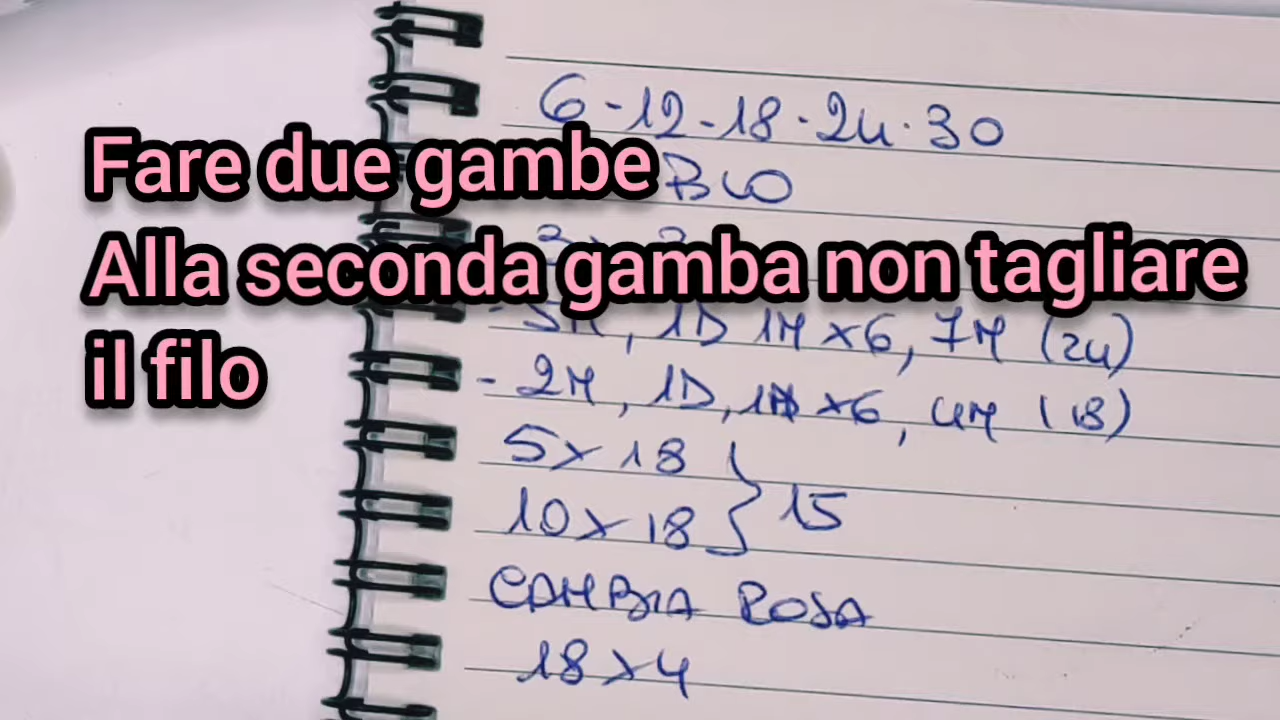 6-12-18-24-30
Fare due gambe
BLO
Alla seconda gamba non tagliare
il filo
1D 1M x6, 7M (24)
- 2M, 1D, 1M x6, 4M (18)
5x18
10x18 } 15
CAMBIA ROSA
18x4